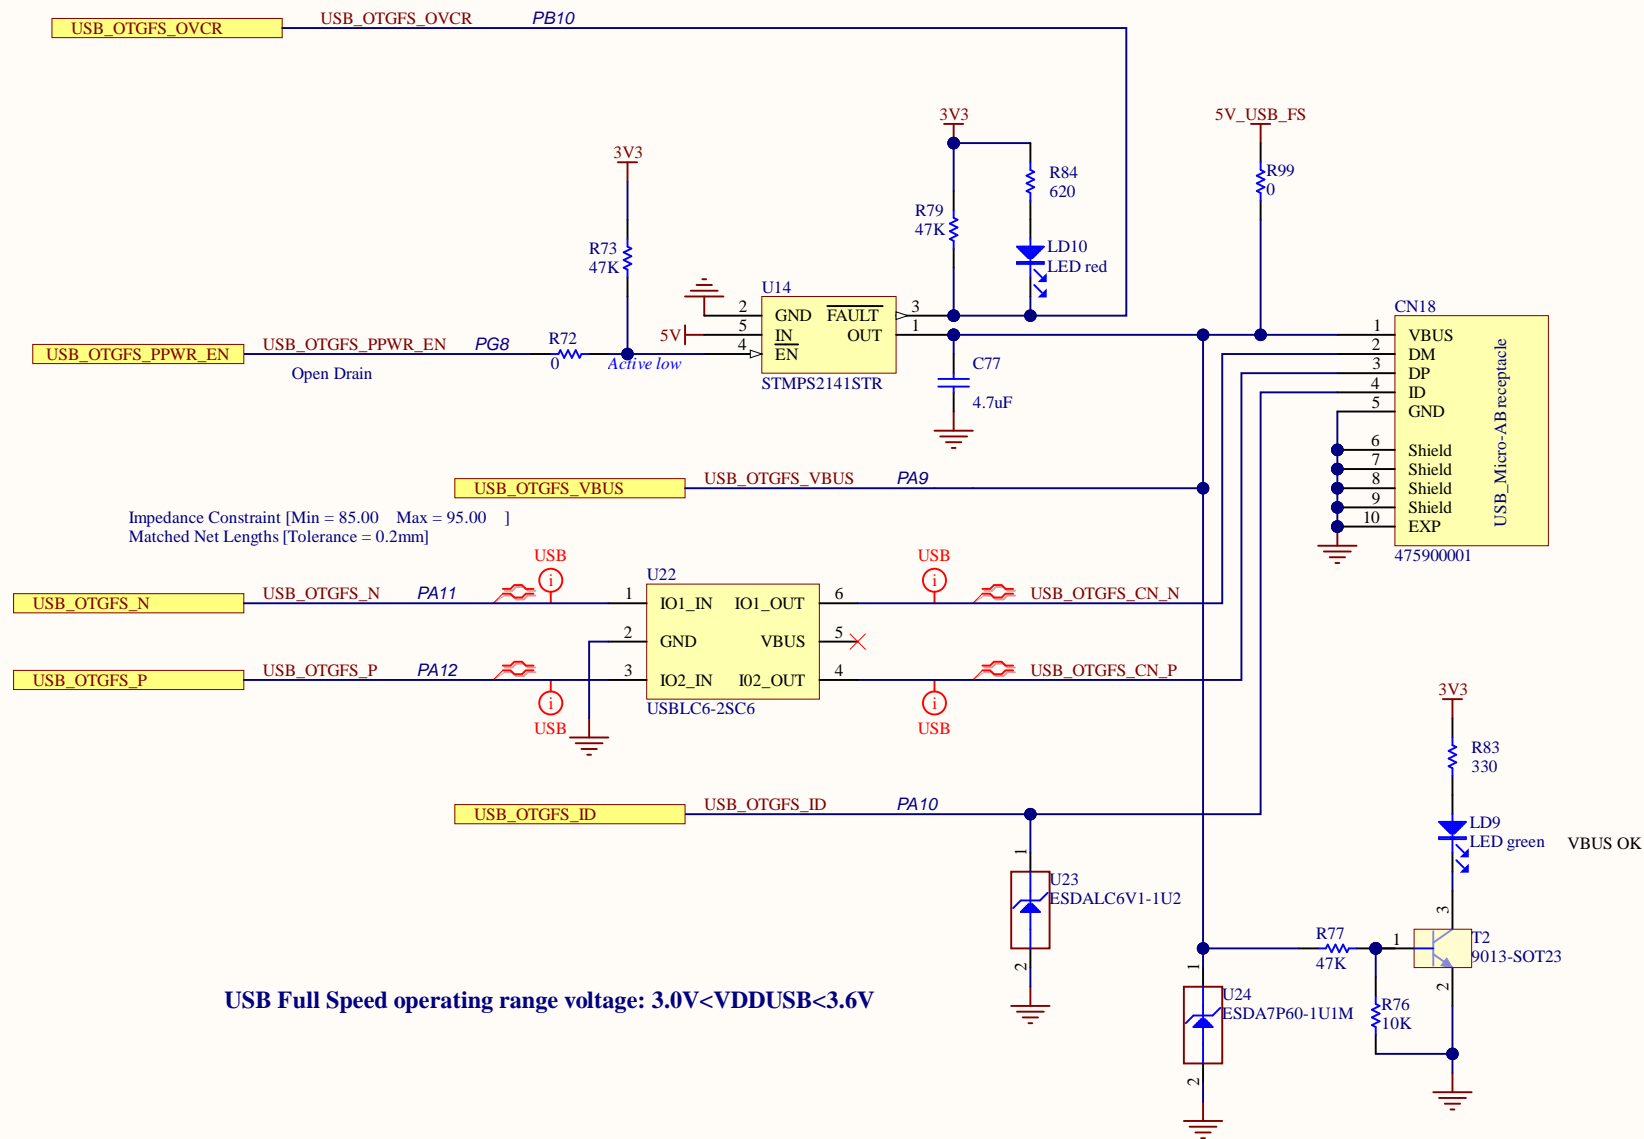 USB_OTGFS_OVCR
USB_OTGFS_OVCR
PB10
3V3
5V_USB_FS
3V3
R84
620
R99
0
R79
47K
R73
47K
LD10
LED red
U14
2
GND
FAULT
3
5V
5
IN
OUT
1
4
EN
STMPS2141STR
USB_OTGFS_PPWR_EN
USB_OTGFS_PPWR_EN
PG8
R72
0
Active low
Open Drain
C77
4.7uF
CN18
1
VBUS
2
DM
3
DP
4
ID
5
GND
6
Shield
7
Shield
8
Shield
9
Shield
10
EXP
USB_Micro-AB receptacle
475900001
USB_OTGFS_VBUS
USB_OTGFS_VBUS
PA9
Impedance Constraint [Min = 85.00 Max = 95.00 ]
Matched Net Lengths [Tolerance = 0.2mm]
USB
i
USB
i
U22
USB_OTGFS_N
USB_OTGFS_N
PA11
1
IO1_IN
IO1_OUT
6
USB_OTGFS_CN_N
2
GND
VBUS
5
USB_OTGFS_P
USB_OTGFS_P
PA12
3
IO2_IN
I02_OUT
4
USB_OTGFS_CN_P
USBLC6-2SC6
i
USB
i
USB
3V3
R83
330
USB_OTGFS_ID
USB_OTGFS_ID
PA10
LD9
LED green
VBUS OK
1
U23
ESDALC6V1-1U2
2
3
R77
47K
1
T2
9013-SOT23
2
1
U24
ESDA7P60-1U1M
2
R76
10K
USB Full Speed operating range voltage: 3.0V<VDDUSB<3.6V